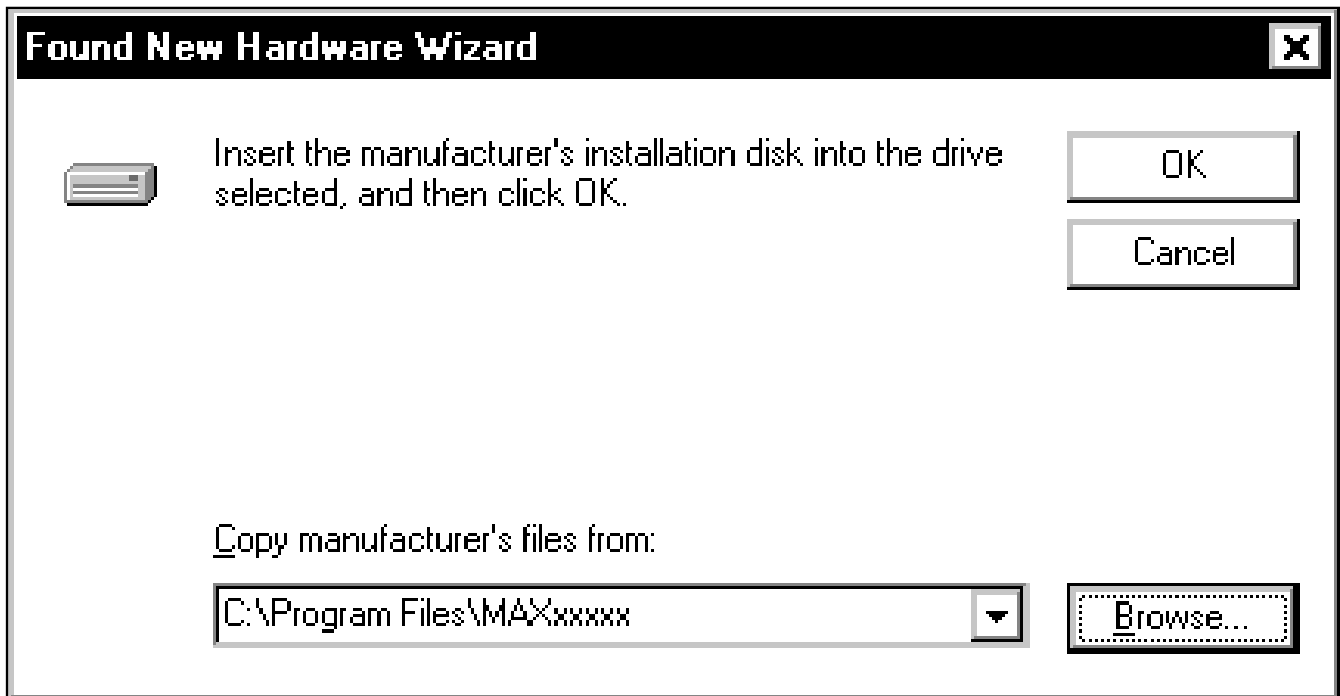 Found New Hardware Wizard
Insert the manufacturer's installation disk into the drive
selected, and then click OK.
OK
Cancel
Copy manufacturer's files from:
C:\Program Files\MAXxxxxx
Browse...